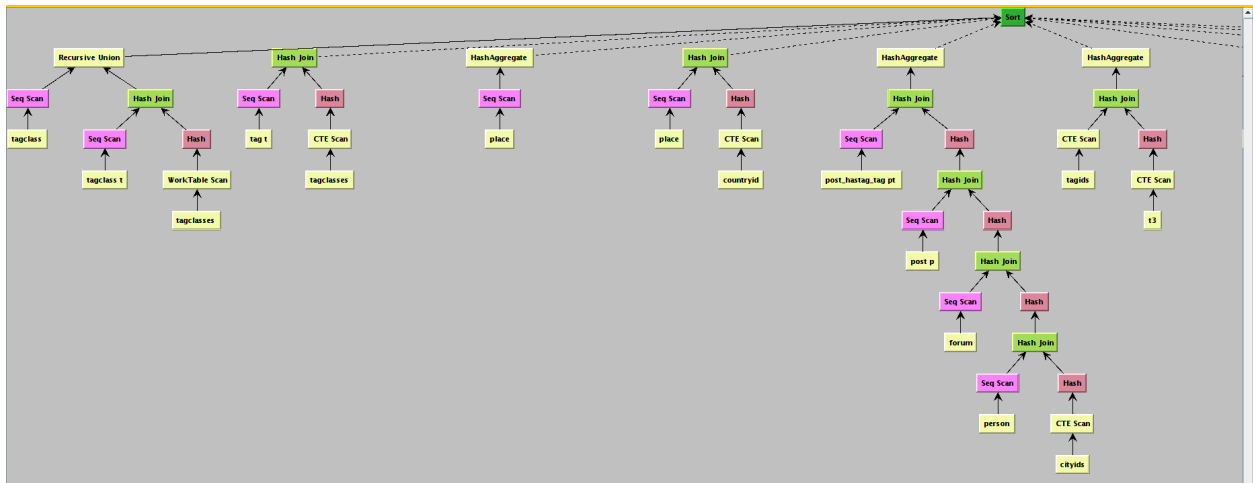 Sort
Recursive Union
Hash Join
HashAggregate
Hash Join
HashAggregate
HashAggregate
Seq Scan
Hash Join
Seq Scan
Hash
Seq Scan
Seq Scan
Hash
Hash Join
Hash Join
tagclass
Seq Scan
Hash
tag t
CTE Scan
place
place
CTE Scan
Seq Scan
Hash
CTE Scan
Hash
tagclass t
WorkTable Scan
tagclasses
countryid
post_hastag_tag pt
Hash Join
tagids
CTE Scan
tagclasses
Seq Scan
Hash
t3
post p
Hash Join
Seq Scan
Hash
forum
Hash Join
Seq Scan
Hash
person
CTE Scan
cityids